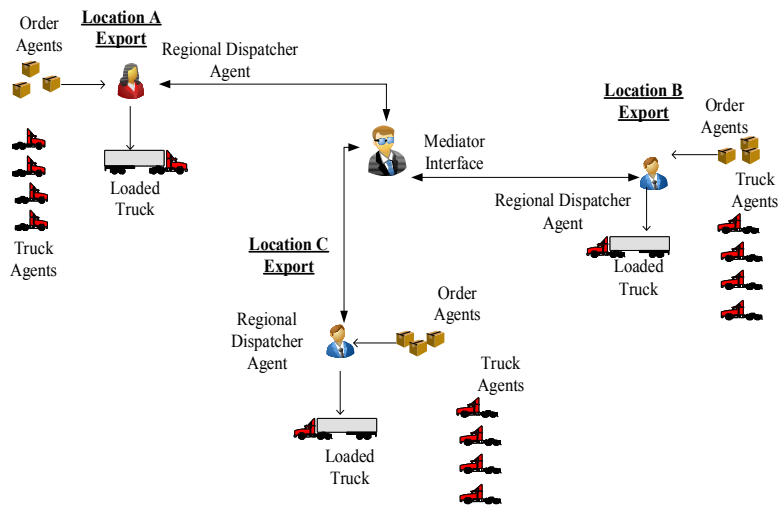 Order
Agents
Location A
Export
Regional Dispatcher
Agent
Loaded
Truck
Truck
Agents
Mediator
Interface
Location B
Export
Order
Agents
Truck
Agents
Regional Dispatcher
Agent
Loaded
Truck
Location C
Export
Order
Agents
Regional
Dispatcher
Agent
Truck
Agents
Loaded
Truck